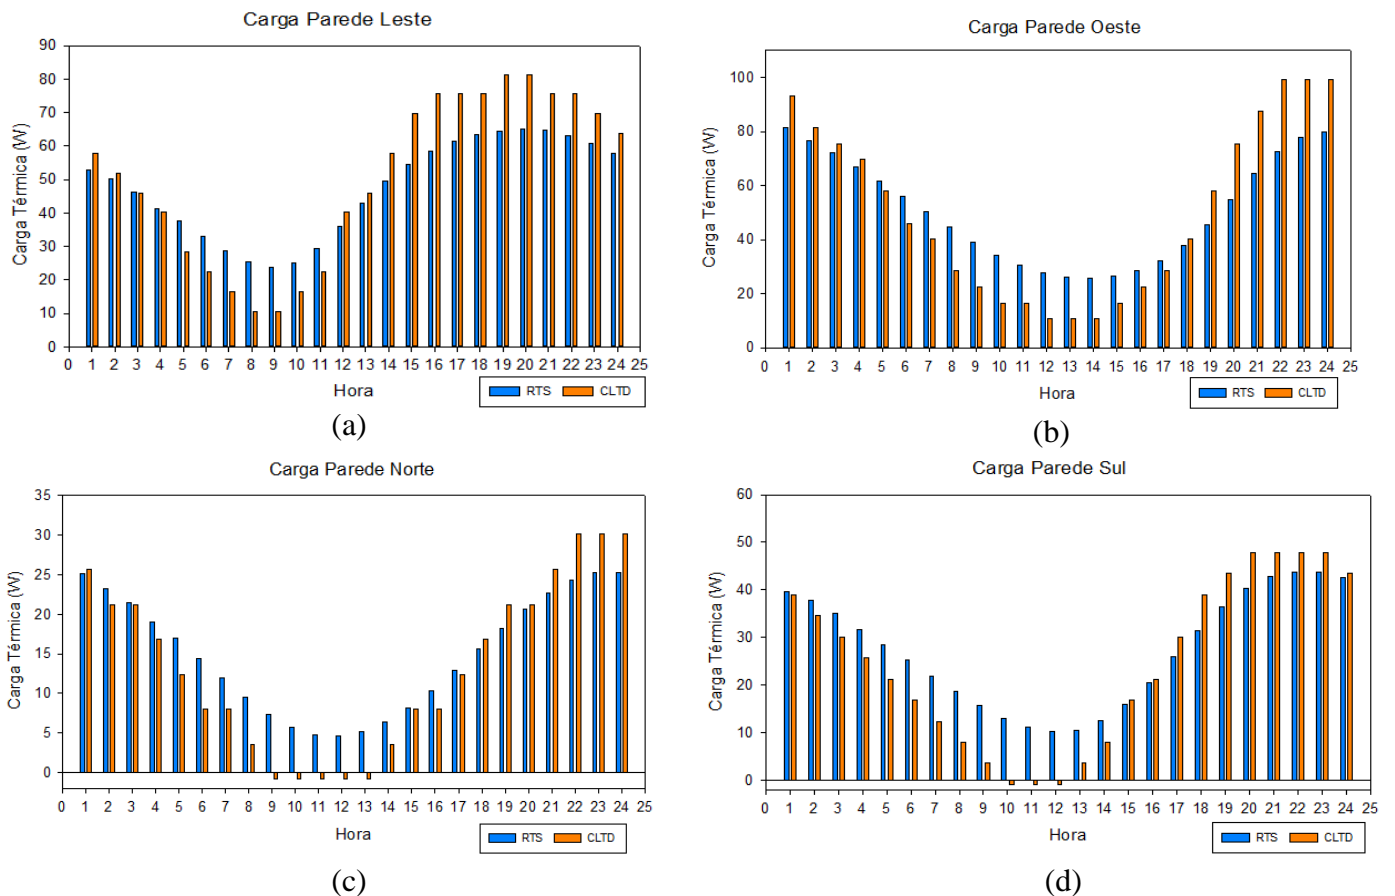 Carga Parede Leste
Carga Térmica (W)
90
80
70
60
50
40
30
20
10
0
0 1 2 3 4 5 6 7 8 9 10 11 12 13 14 15 16 17 18 19 20 21 22 23 24 25
Hora
RTS CLTD
(a)
Carga Parede Oeste
Carga Térmica (W)
100
80
60
40
20
0
0 1 2 3 4 5 6 7 8 9 10 11 12 13 14 15 16 17 18 19 20 21 22 23 24 25
Hora
RTS CLTD
(b)
Carga Parede Norte
Carga Térmica (W)
35
30
25
20
15
10
5
0
0 1 2 3 4 5 6 7 8 9 10 11 12 13 14 15 16 17 18 19 20 21 22 23 24 25
Hora
RTS CLTD
(c)
Carga Parede Sul
Carga Térmica (W)
60
50
40
30
20
10
0
0 1 2 3 4 5 6 7 8 9 10 11 12 13 14 15 16 17 18 19 20 21 22 23 24 25
Hora
RTS CLTD
(d)